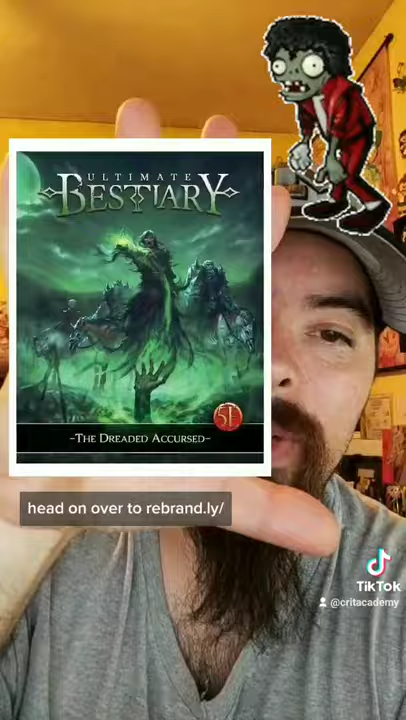 ULTIMATE
BESTIARY
5E
-THE DREADED ACCURSED-
head on over to rebrand.ly/
TikTok
@critacademy